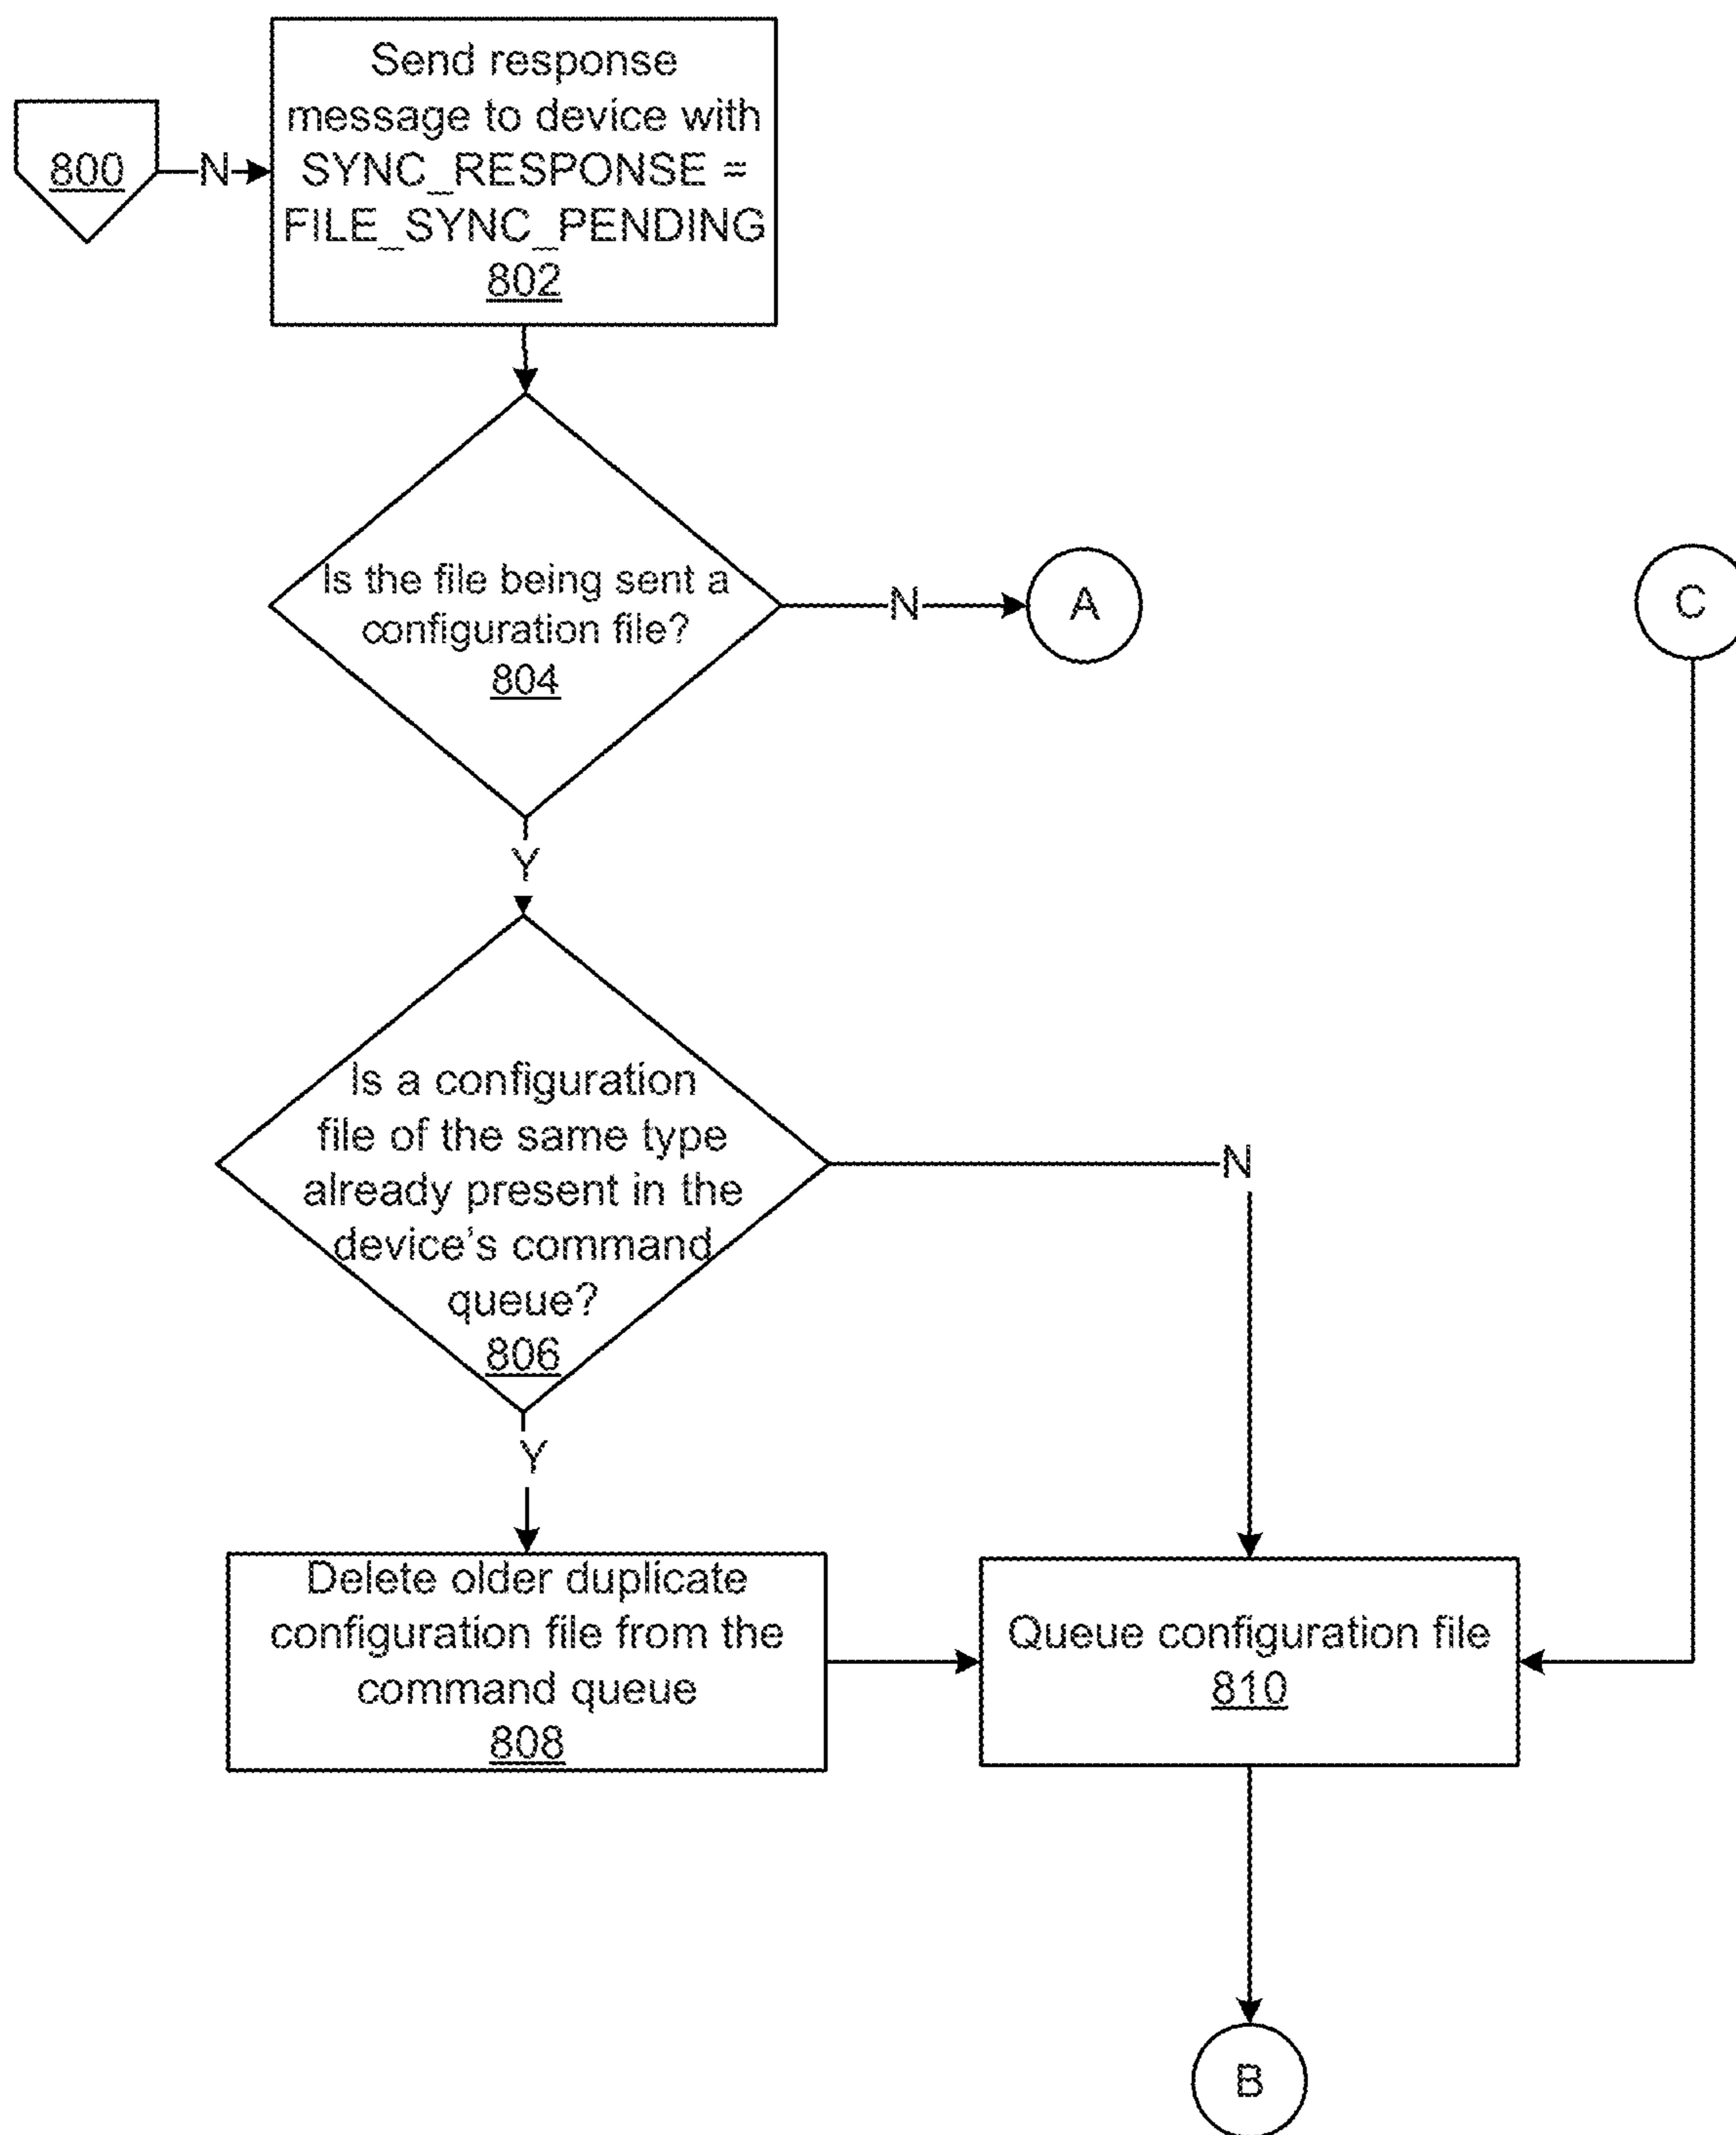 800
N
Send response
message to device with
SYNC_RESPONSE =
FILE_SYNC_PENDING
802
Is the file being sent a
configuration file?
804
N
A
C
Y
Is a configuration
file of the same type
already present in the
device's command
queue?
806
N
Y
Delete older duplicate
configuration file from the
command queue
808
Queue configuration file
810
B